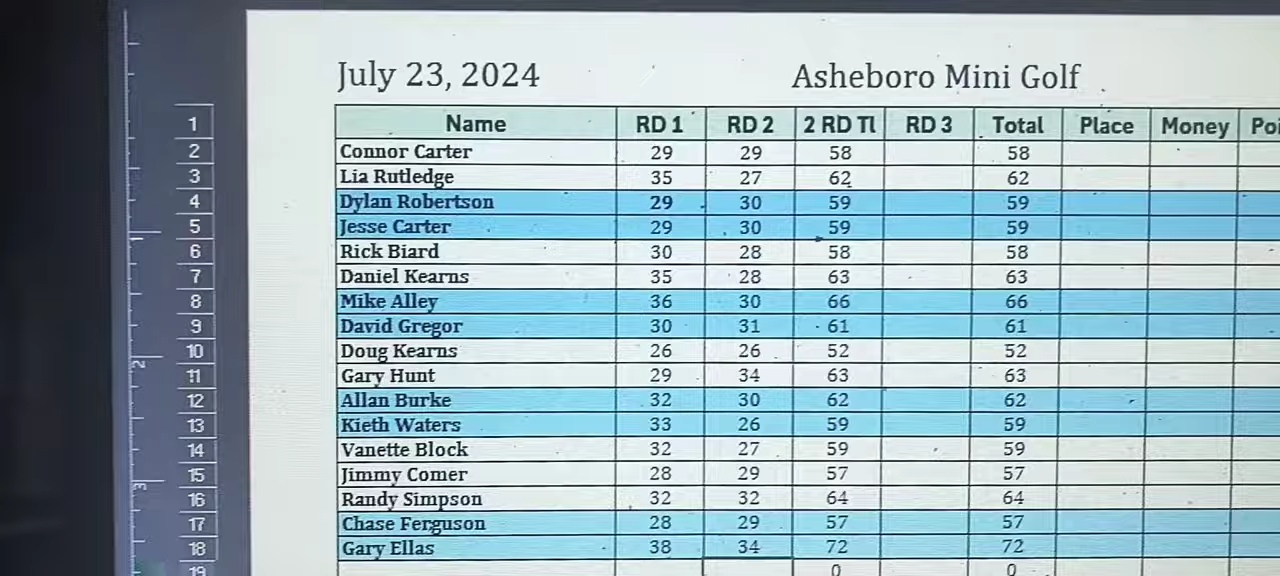 July 23, 2024 Asheboro Mini Golf
1 Name RD 1 RD 2 2 RD Tl RD 3 Total Place Money
2 Connor Carter 29 29 58 58
3 Lia Rutledge 35 27 62 62
4 Dylan Robertson 29 30 59 59
5 Jesse Carter 29 30 59 59
6 Rick Biard 30 28 58 58
7 Daniel Kearns 35 28 63 63
8 Mike Alley 36 30 66 66
9 David Gregor 30 31 61 61
10 Doug Kearns 26 26 52 52
11 Gary Hunt 29 34 63 63
12 Allan Burke 32 30 62 62
13 Kieth Waters 33 26 59 59
14 Vanette Block 32 27 59 59
15 Jimmy Comer 28 29 57 57
16 Randy Simpson 32 32 64 64
17 Chase Ferguson 28 29 57 57
18 Gary Ellas 38 34 72 72
19 0 0